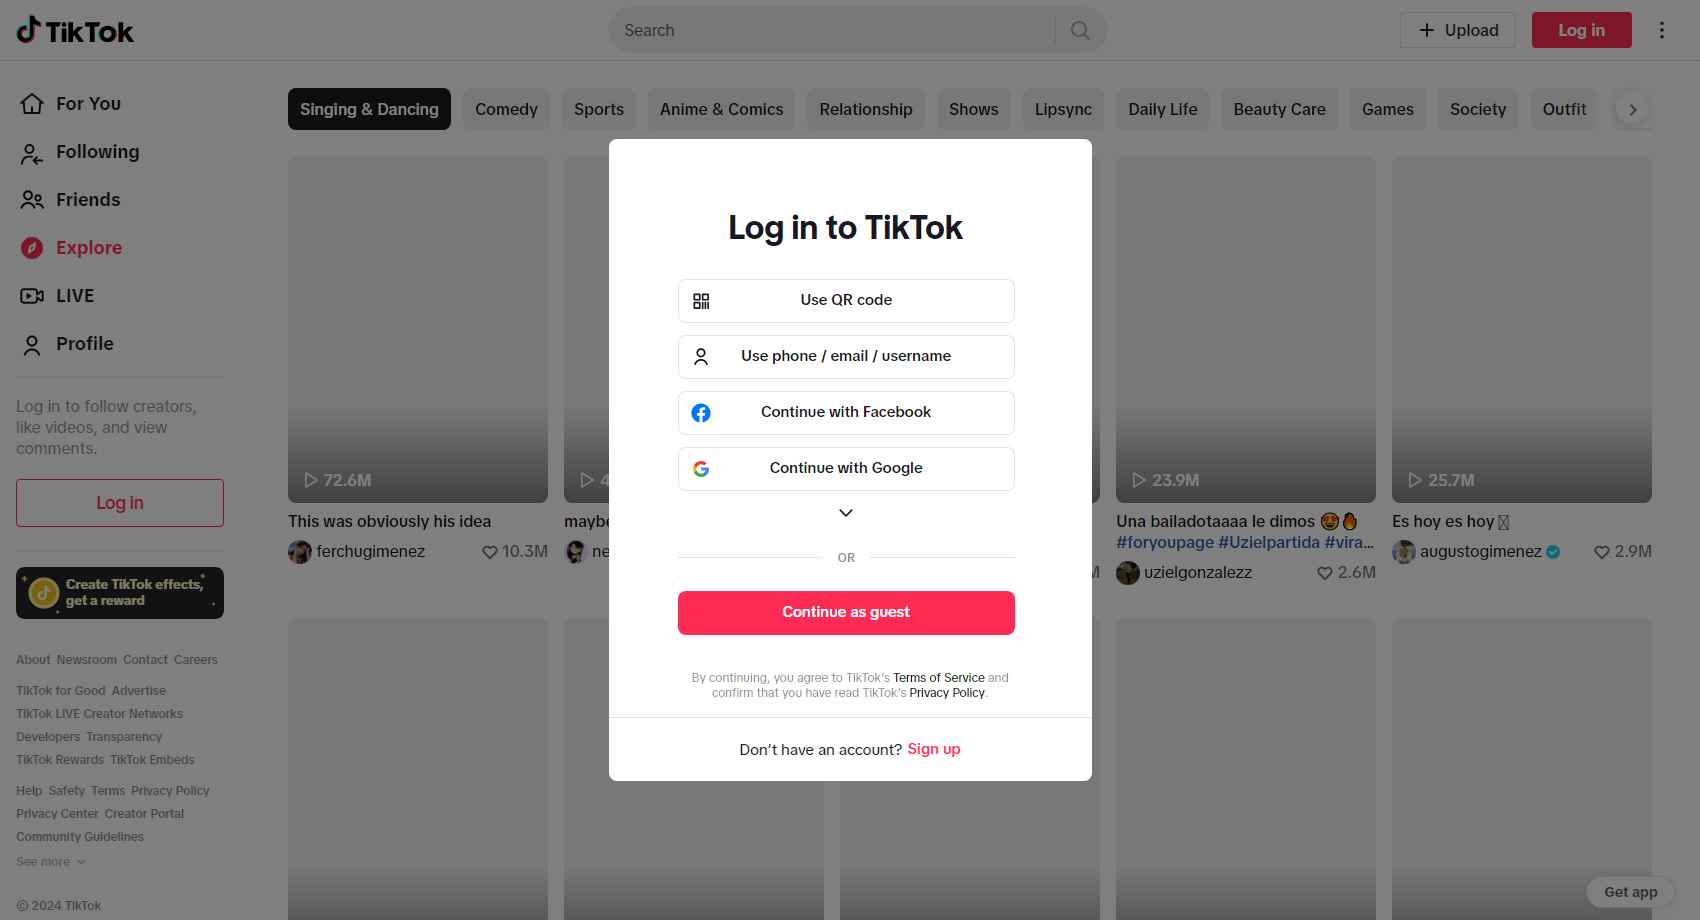 TikTok
Search
Upload
Log in
For You
Following
Friends
Explore
LIVE
Profile
Log in to follow creators,
like videos, and view
comments.
Log in
Create TikTok effects,
get a reward
About Newsroom Contact Careers
TikTok for Good Advertise
TikTok LIVE Creator Networks
Developers Transparency
TikTok Rewards TikTok Embeds
Help Safety Terms Privacy Policy
Privacy Center Creator Portal
Community Guidelines
See more
© 2024 TikTok
Singing & Dancing Comedy Sports Anime & Comics Relationship Shows Lipsync Daily Life Beauty Care Games Society Outfit
72.6M
This was obviously his idea
ferchugimenez 10.3M
maybe
23.9M
Una bailadotaaaa le dimos 😍🔥
#foryoupage #Uzielpartida #vira...
uzielgonzalezz 2.6M
25.7M
Es hoy es hoy
augustogimenez 2.9M
Log in to TikTok
Use QR code
Use phone / email / username
Continue with Facebook
Continue with Google
OR
Continue as guest
By continuing, you agree to TikTok's Terms of Service and
confirm that you have read TikTok's Privacy Policy.
Don't have an account? Sign up
Get app